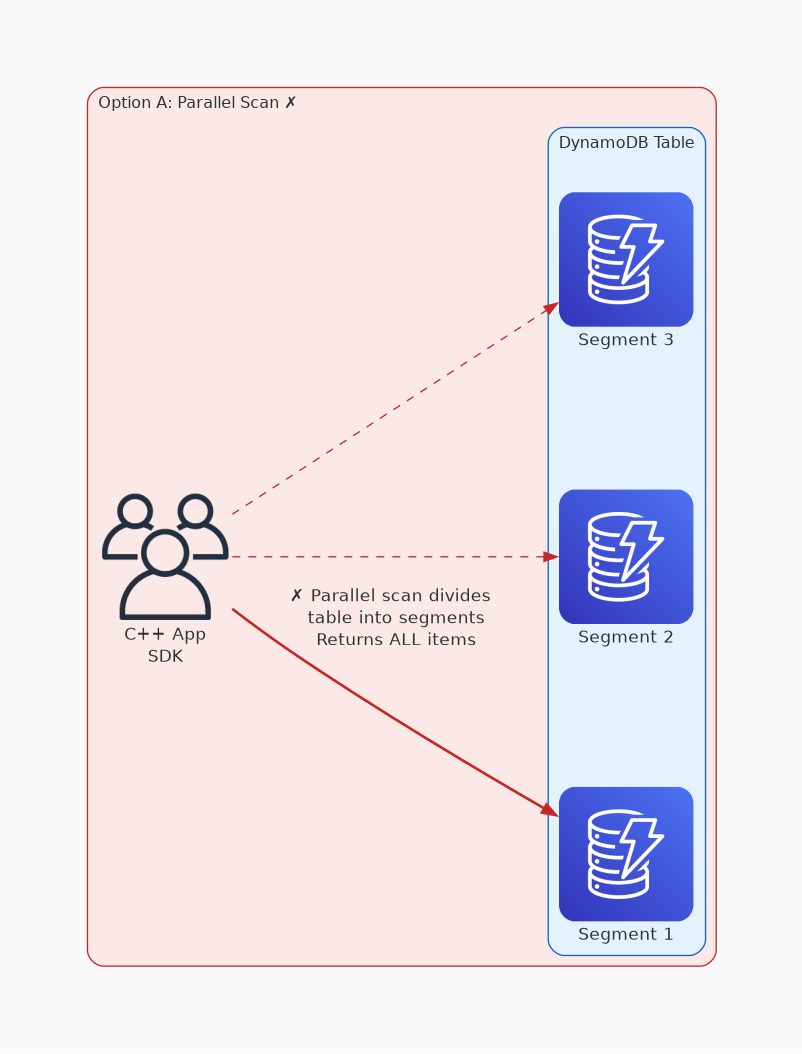 Option A: Parallel Scan ✗
DynamoDB Table
Segment 3
Segment 2
✗ Parallel scan divides
table into segments
Returns ALL items
C++ App
SDK
Segment 1